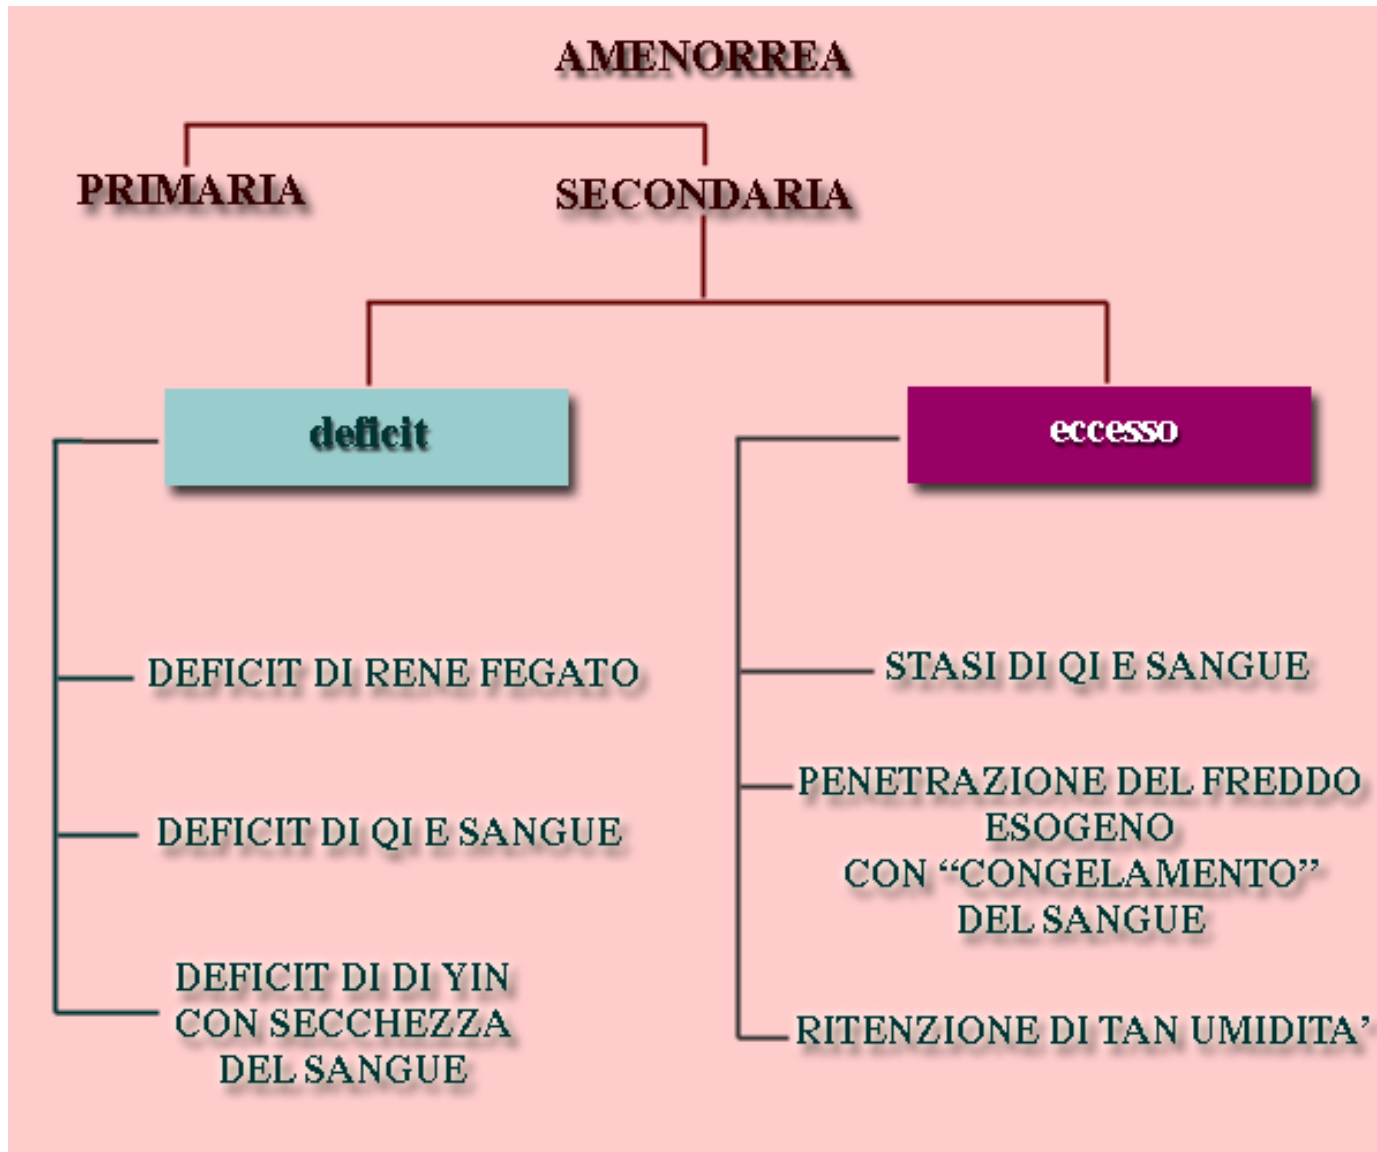 AMENORREA
PRIMARIA
SECONDARIA
deficit
eccesso
DEFICIT DI RENE FEGATO
DEFICIT DI QI E SANGUE
DEFICIT DI DI YIN
CON SECCHEZZA
DEL SANGUE
STASI DI QI E SANGUE
PENETRAZIONE DEL FREDDO
ESOGENO
CON “CONGELAMENTO”
DEL SANGUE
RITENZIONE DI TAN UMIDITA’